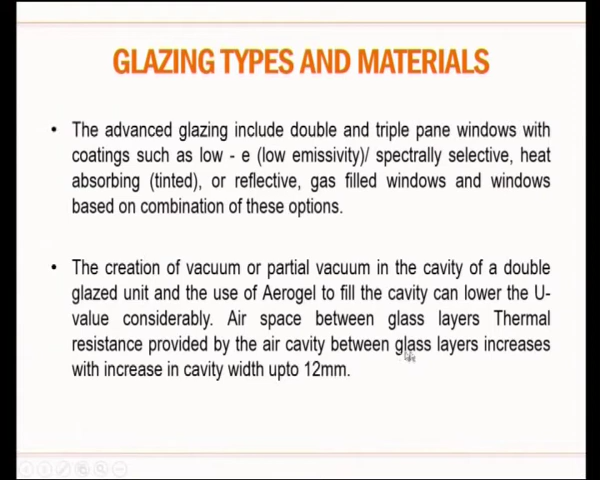 GLAZING TYPES AND MATERIALS
• The advanced glazing include double and triple pane windows with
coatings such as low - e (low emissivity)/ spectrally selective, heat
absorbing (tinted), or reflective, gas filled windows and windows
based on combination of these options.
• The creation of vacuum or partial vacuum in the cavity of a double
glazed unit and the use of Aerogel to fill the cavity can lower the U-
value considerably. Air space between glass layers Thermal
resistance provided by the air cavity between glass layers increases
with increase in cavity width upto 12mm.